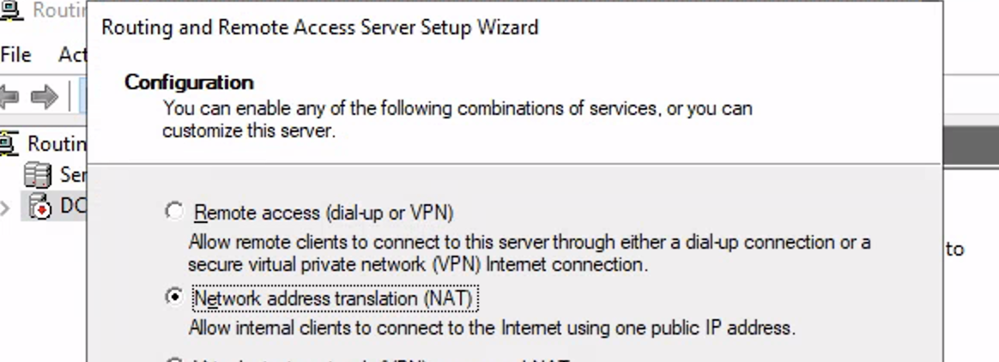 Routin
Routing and Remote Access Server Setup Wizard
File Act
Configuration
You can enable any of the following combinations of services, or you can
customize this server.
Routin
Ser
DC
Remote access (dial-up or VPN)
Allow remote clients to connect to this server through either a dial-up connection or a
secure virtual private network (VPN) Internet connection.
to
Network address translation (NAT)
Allow internal clients to connect to the Internet using one public IP address.